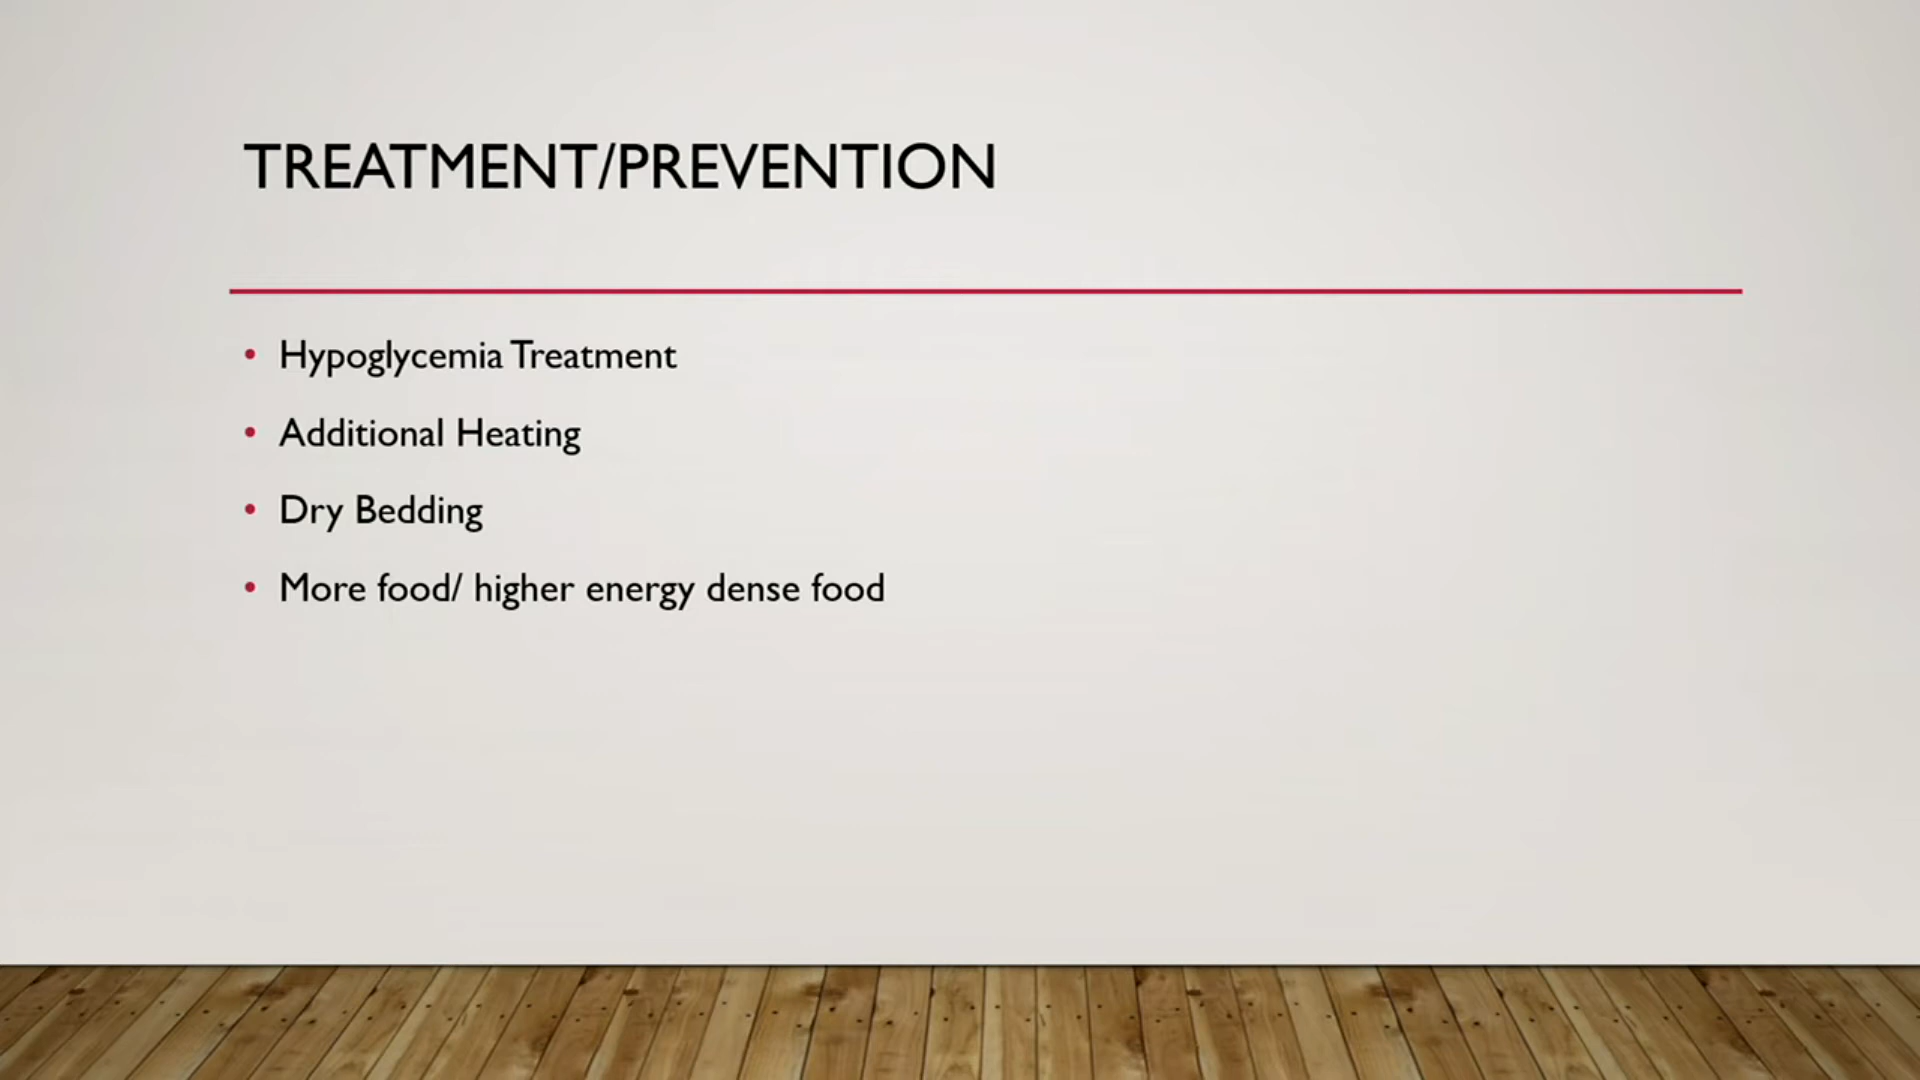 TREATMENT/PREVENTION
• Hypoglycemia Treatment
• Additional Heating
• Dry Bedding
• More food/ higher energy dense food